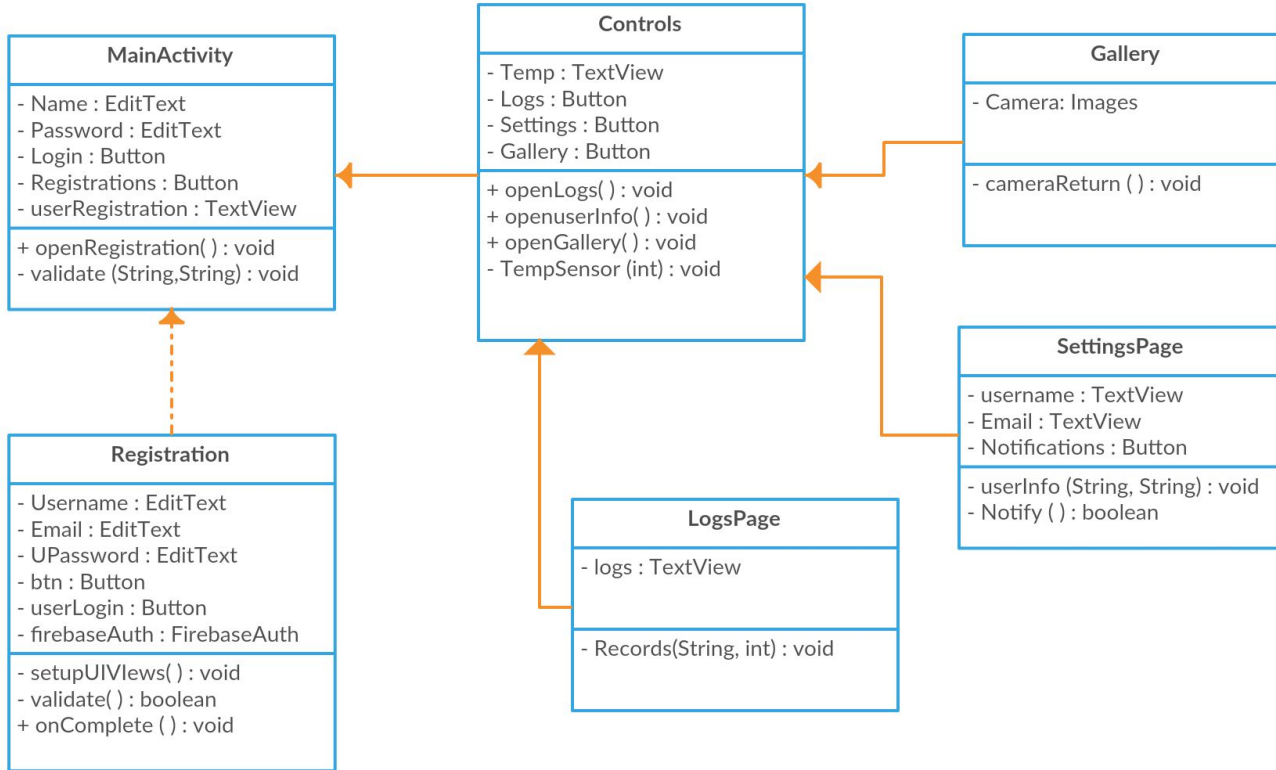 MainActivity
- Name : EditText
- Password : EditText
- Login : Button
- Registrations : Button
- userRegistration : TextView
+ openRegistration( ) : void
- validate (String,String) : void
Controls
- Temp : TextView
- Logs : Button
- Settings : Button
- Gallery : Button
+ openLogs( ) : void
+ openuserInfo( ) : void
+ openGallery( ) : void
- TempSensor (int) : void
Gallery
- Camera: Images
- cameraReturn ( ) : void
SettingsPage
- username : TextView
- Email : TextView
- Notifications : Button
- userInfo (String, String) : void
- Notify ( ) : boolean
Registration
- Username : EditText
- Email : EditText
- UPassword : EditText
- btn : Button
- userLogin : Button
- firebaseAuth : FirebaseAuth
- setupUIVIews( ) : void
- validate( ) : boolean
+ onComplete ( ) : void
LogsPage
- logs : TextView
- Records(String, int) : void